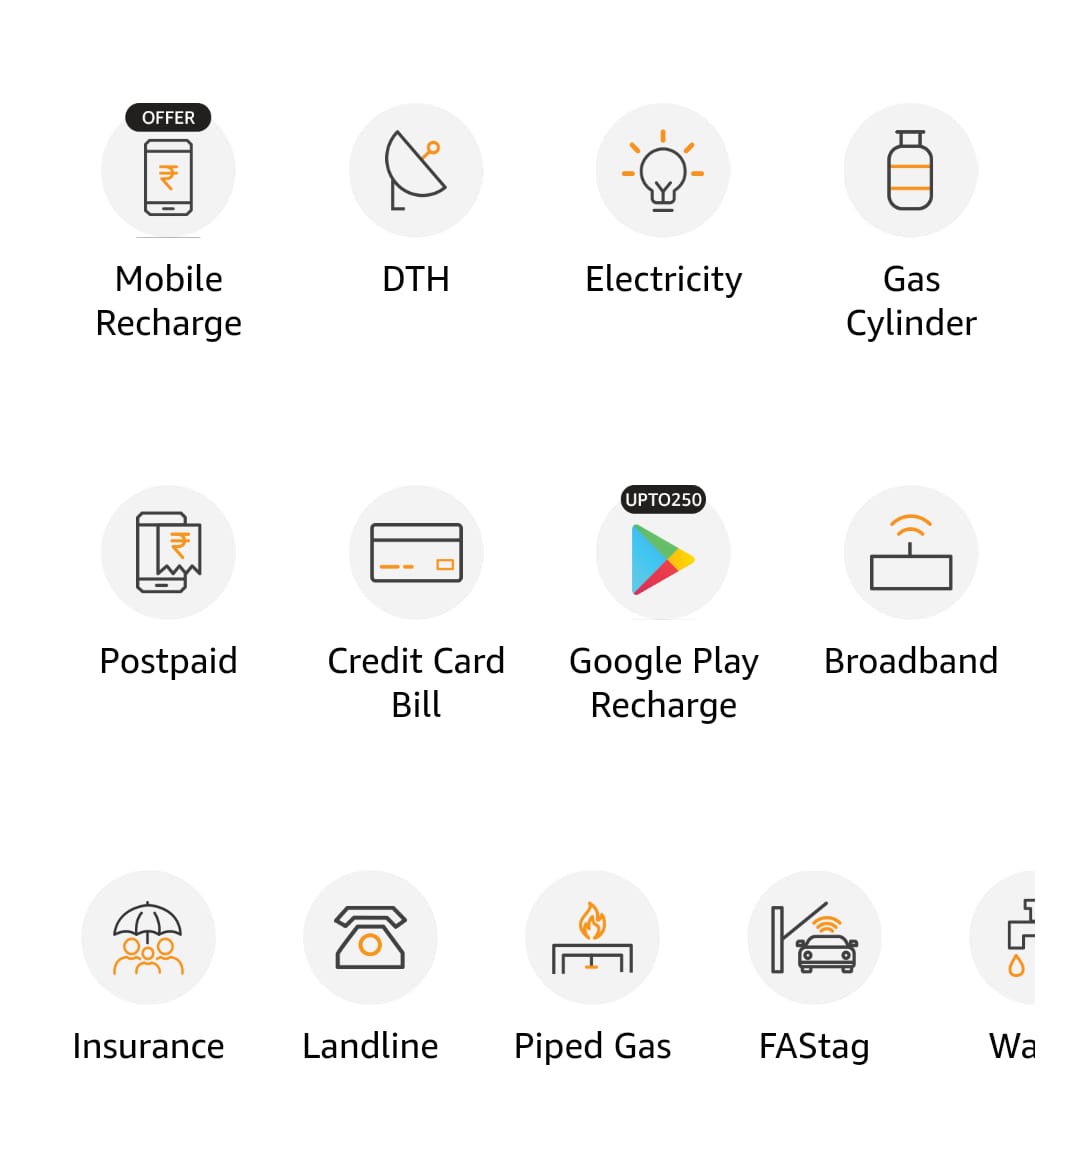 OFFER
Mobile
Recharge
DTH
Electricity
Gas
Cylinder
Postpaid
Credit Card
Bill
UPTO250
Google Play
Recharge
Broadband
Insurance
Landline
Piped Gas
FAStag
Wa